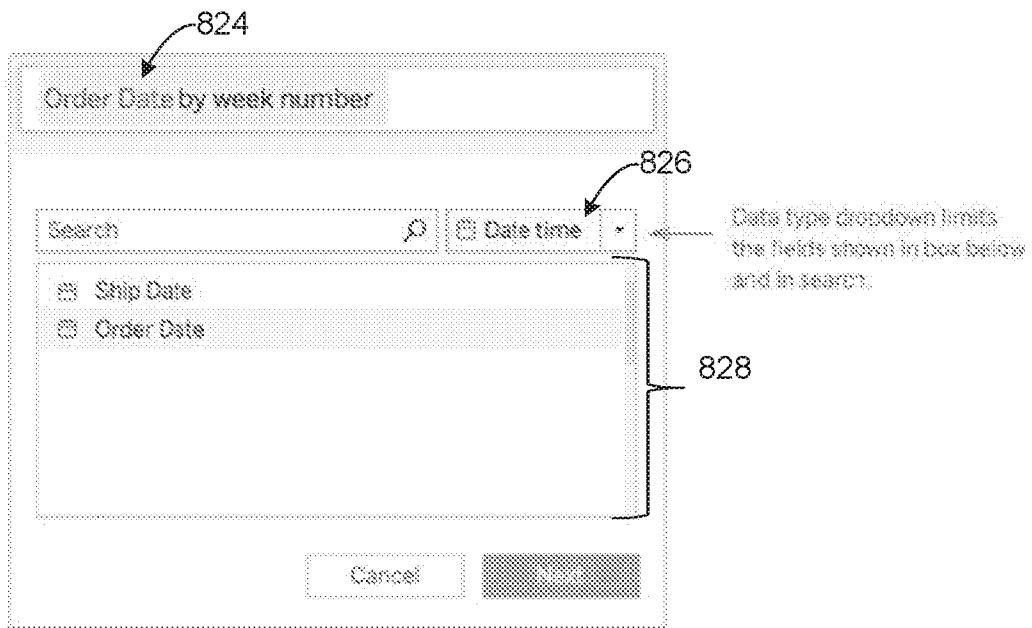 824
Order Date by week number
826
Search
Date time
Data type dropdown limits
the fields shown in box below
and in search.
Ship Date
Order Date
828
Cancel
Next